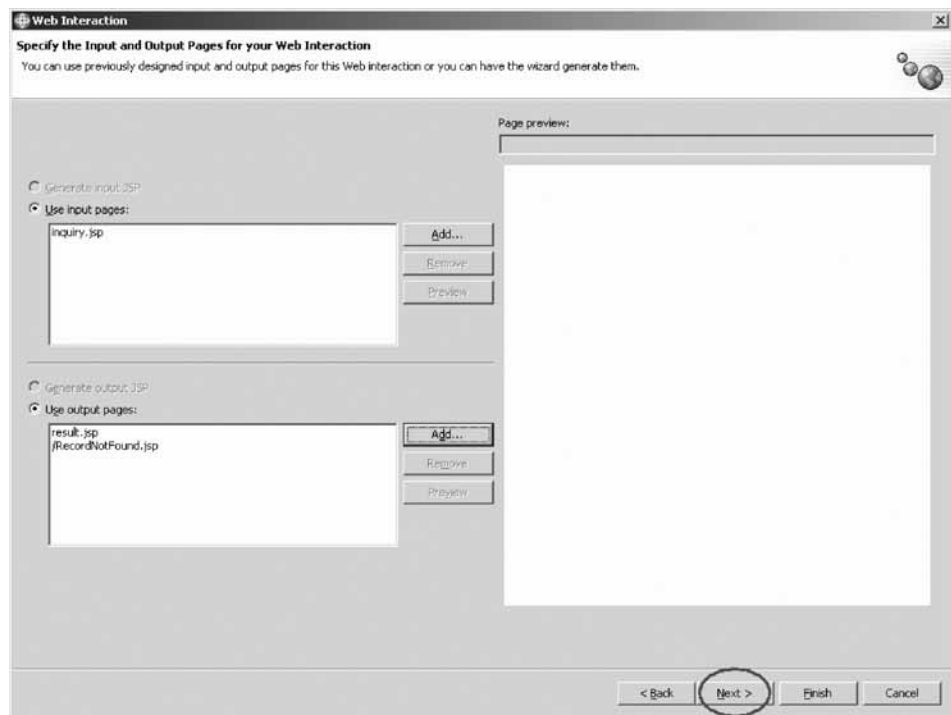 Web Interaction
Specify the Input and Output Pages for your Web Interaction
You can use previously designed input and output pages for this Web interaction or you can have the wizard generate them.
Page preview:
Generate input JSP
Use input pages:
inquiry.jsp
Add...
Remove
Preview
Generate output JSP
Use output pages:
result.jsp
/RecordNotFound.jsp
Add...
Remove
Preview
< Back
Next >
Finish
Cancel